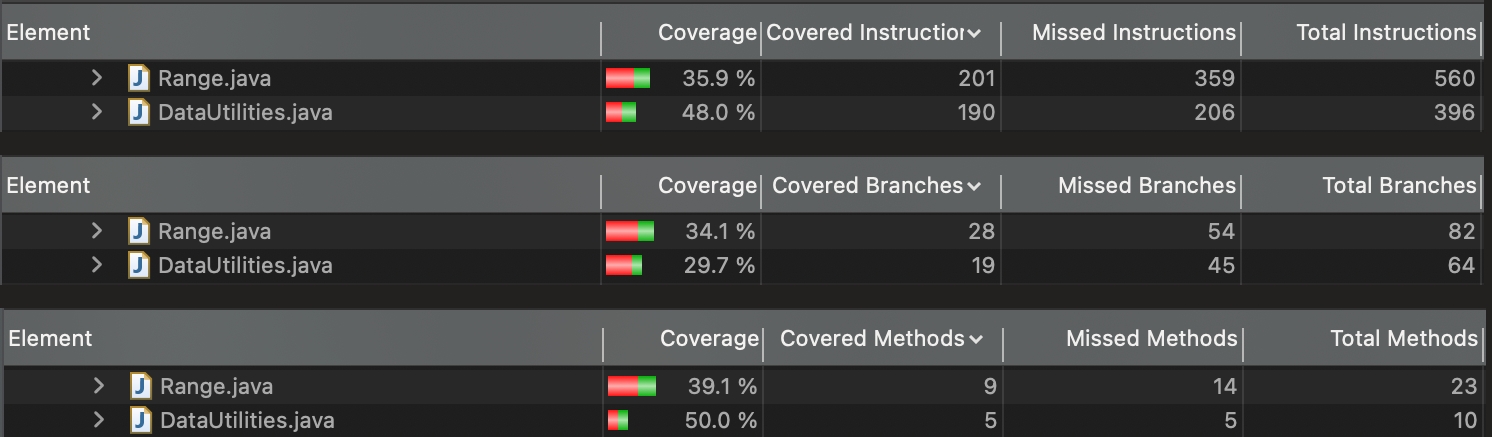 Element Coverage Covered Instruction Missed Instructions Total Instructions
J Range.java 35.9 % 201 359 560
J DataUtilities.java 48.0 % 190 206 396
Element Coverage Covered Branches Missed Branches Total Branches
J Range.java 34.1 % 28 54 82
J DataUtilities.java 29.7 % 19 45 64
Element Coverage Covered Methods Missed Methods Total Methods
J Range.java 39.1 % 9 14 23
J DataUtilities.java 50.0 % 5 5 10